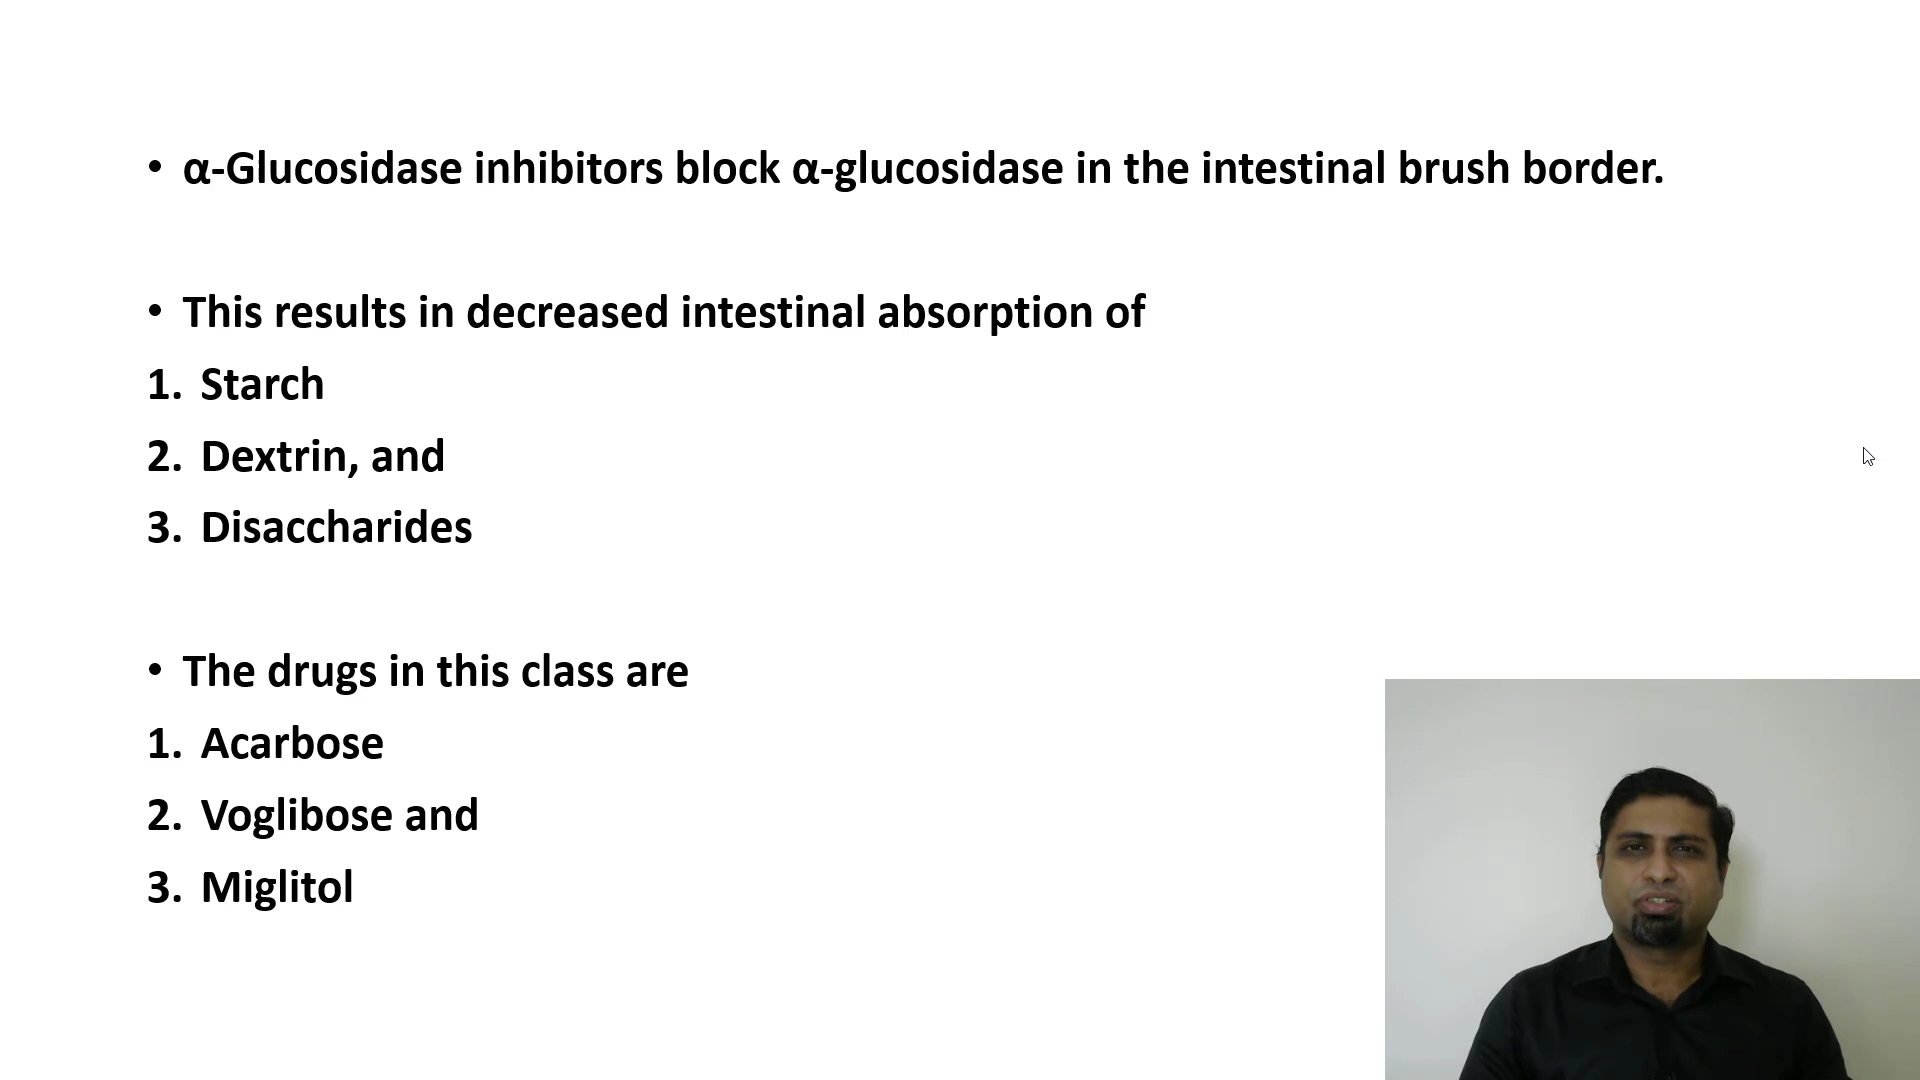 • α-Glucosidase inhibitors block α-glucosidase in the intestinal brush border.
• This results in decreased intestinal absorption of
1. Starch
2. Dextrin, and
3. Disaccharides
• The drugs in this class are
1. Acarbose
2. Voglibose and
3. Miglitol